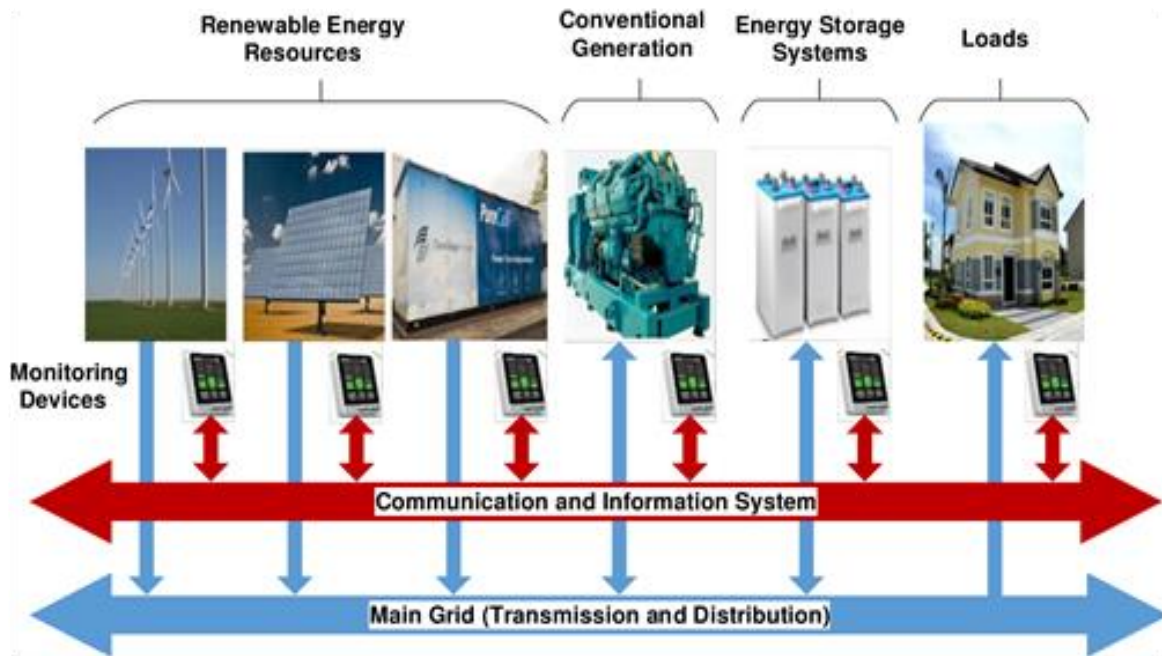 Renewable Energy
Resources
Conventional
Generation
Energy Storage
Systems
Loads
Monitoring
Devices
Communication and Information System
Main Grid (Transmission and Distribution)